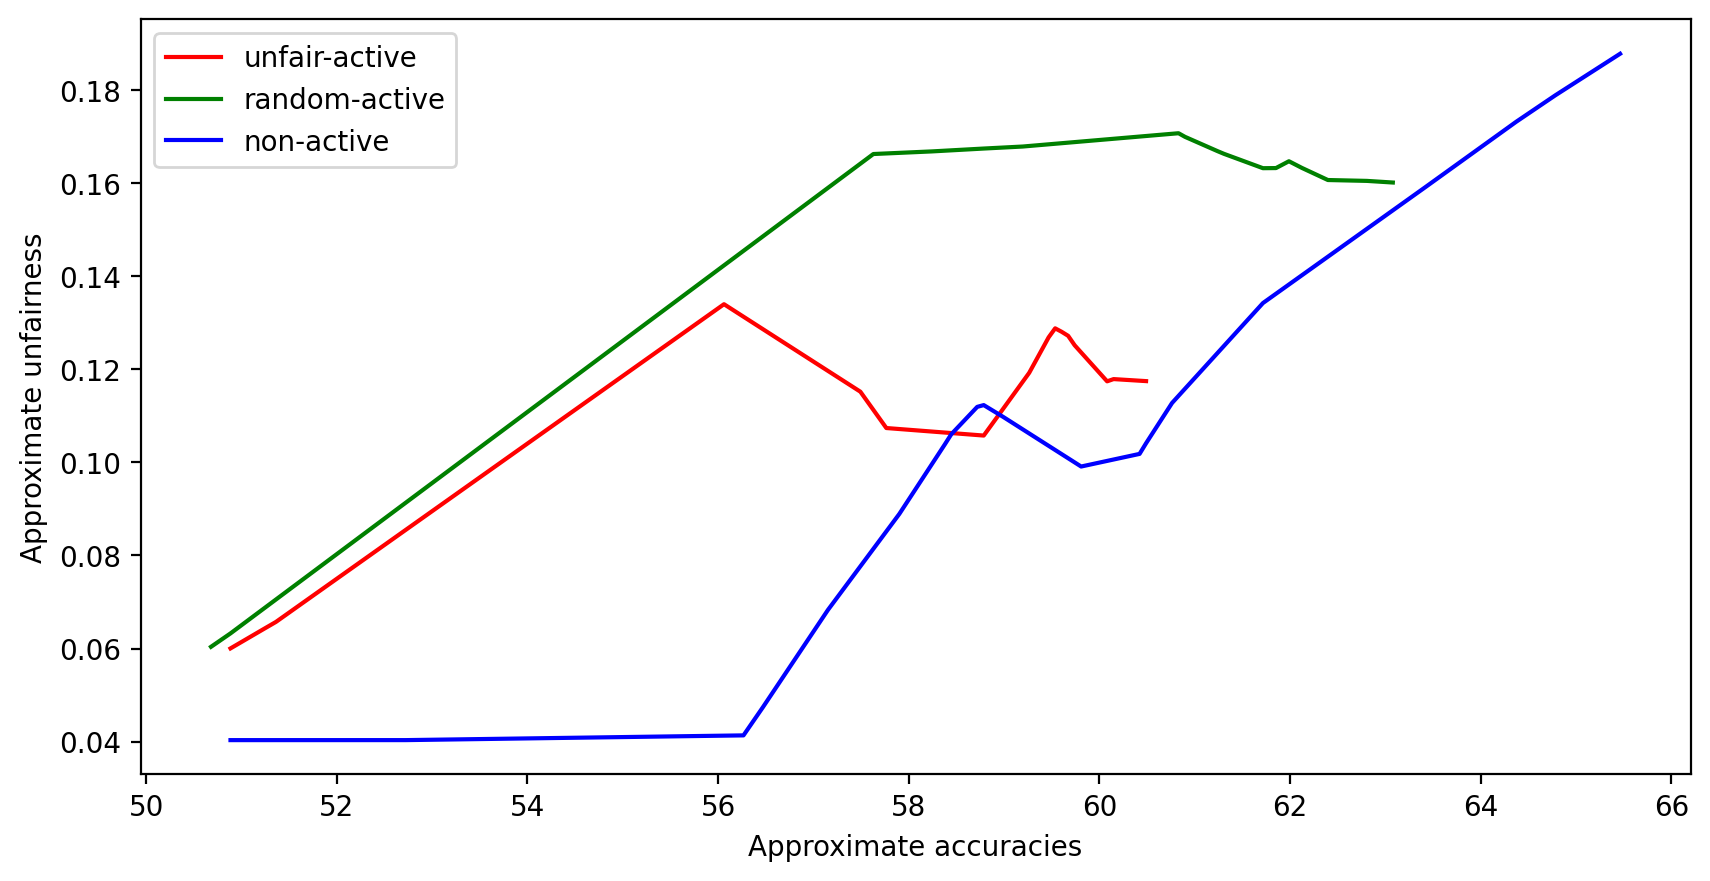 unfair-active
random-active
non-active
Approximate unfairness
0.18
0.16
0.14
0.12
0.10
0.08
0.06
0.04
50 52 54 56 58 60 62 64 66
Approximate accuracies